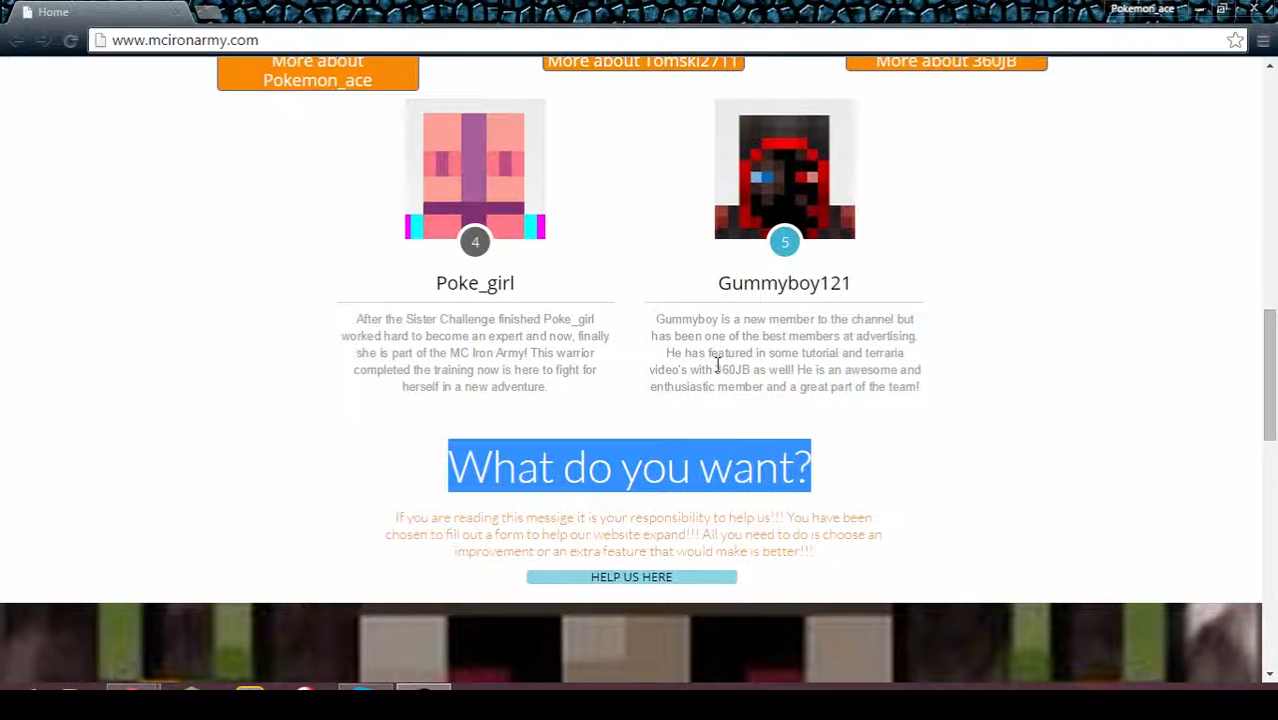 Home
Pokemon_ace
www.mcironarmy.com
More about
Pokemon_ace
More about Tomski2711
More about 360JB
4
5
Poke_girl
Gummyboy121
After the Sister Challenge finished Poke_girl
worked hard to become an expert and now, finally
she is part of the MC Iron Army! This warrior
completed the training now is here to fight for
herself in a new adventure.
Gummyboy is a new member to the channel but
has been one of the best members at advertising.
He has featured in some tutorial and terraria
video's with 360JB as well! He is an awesome and
enthusiastic member and a great part of the team!
What do you want?
If you are reading this messige it is your responsibility to help us!!! You have been
chosen to fill out a form to help our website expand!!! All you need to do is choose an
improvement or an extra feature that would make is better!!!
HELP US HERE